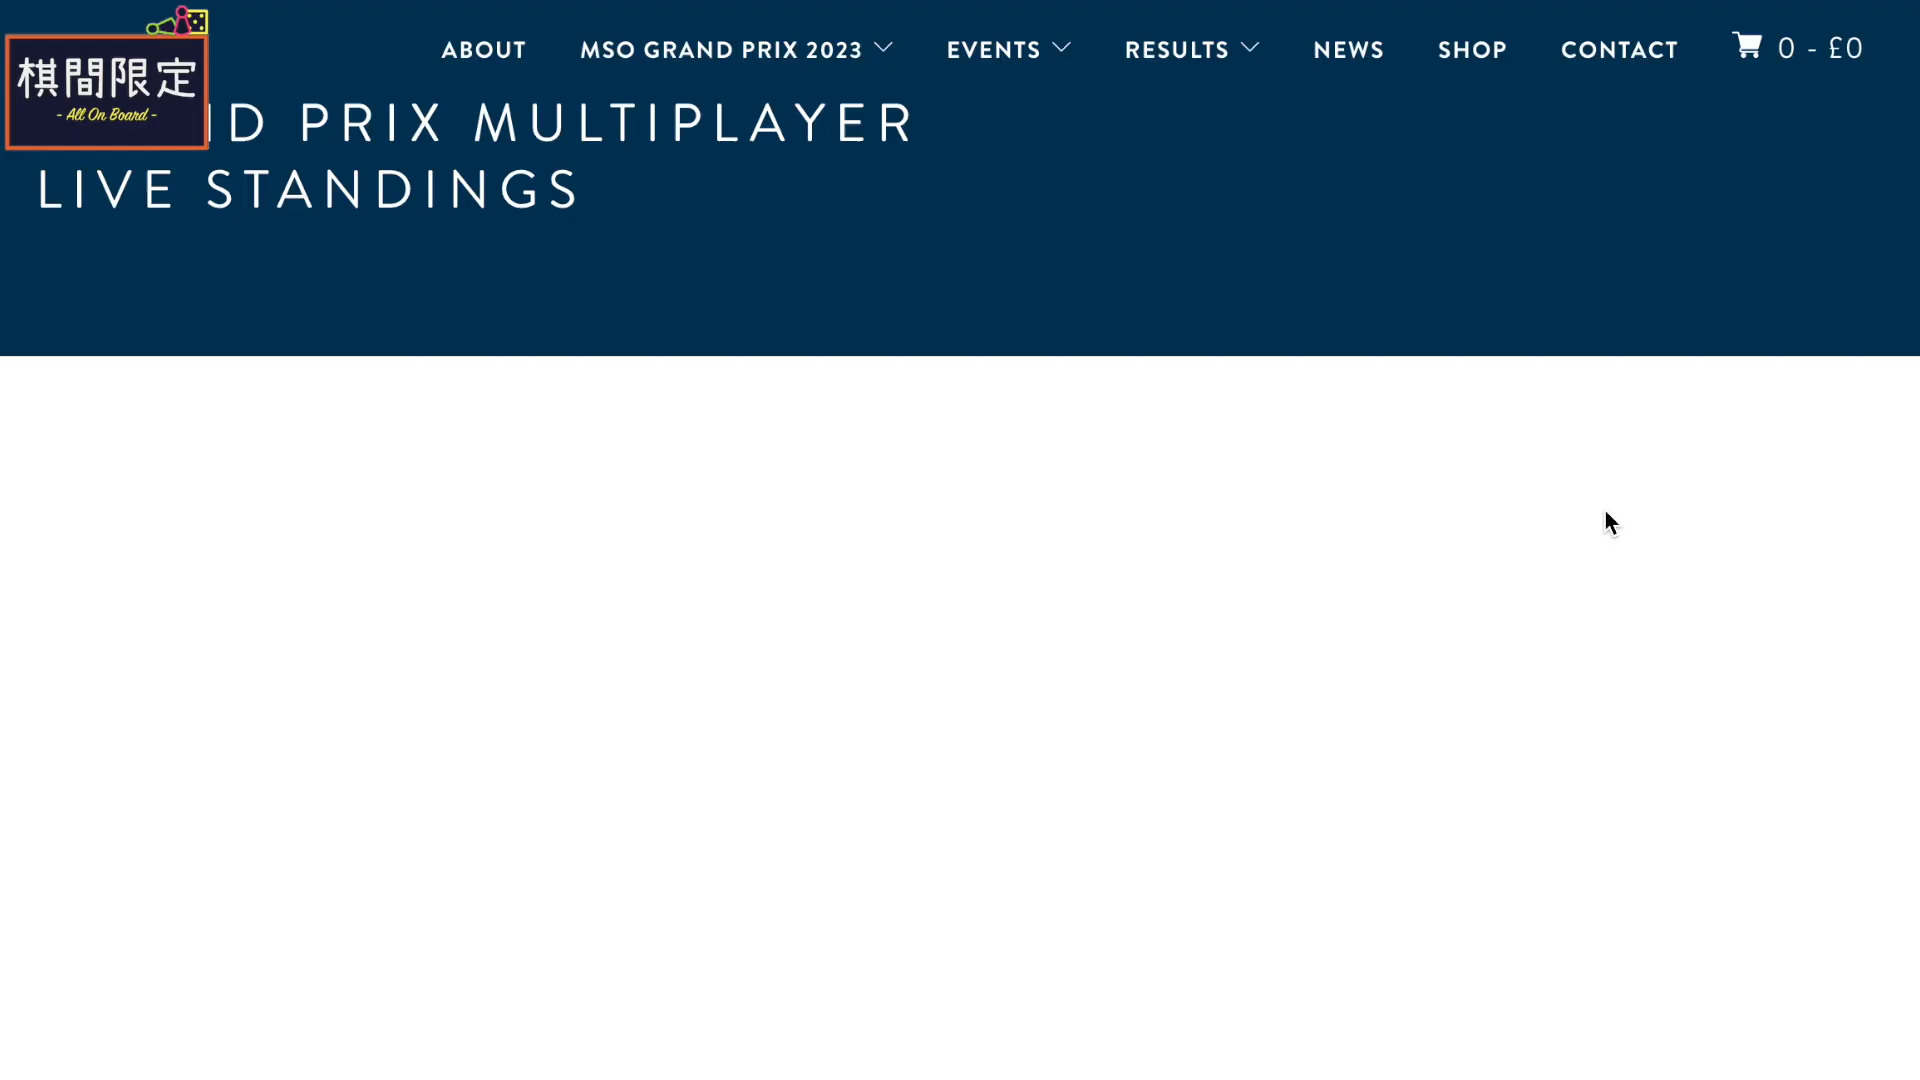 ABOUT MSO GRAND PRIX 2023 EVENTS RESULTS NEWS SHOP CONTACT 0 - £0
棋間限定
- All On Board -
D PRIX MULTIPLAYER
LIVE STANDINGS